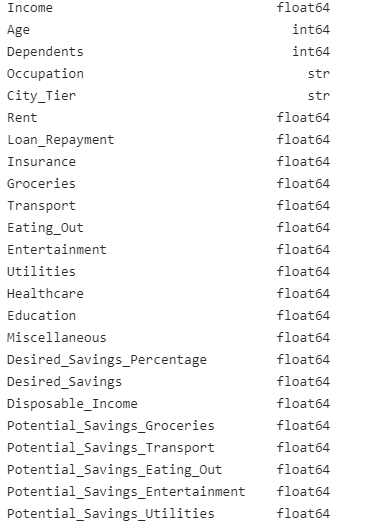 Income float64
Age int64
Dependents int64
Occupation str
City_Tier str
Rent float64
Loan_Repayment float64
Insurance float64
Groceries float64
Transport float64
Eating_Out float64
Entertainment float64
Utilities float64
Healthcare float64
Education float64
Miscellaneous float64
Desired_Savings_Percentage float64
Desired_Savings float64
Disposable_Income float64
Potential_Savings_Groceries float64
Potential_Savings_Transport float64
Potential_Savings_Eating_Out float64
Potential_Savings_Entertainment float64
Potential_Savings_Utilities float64